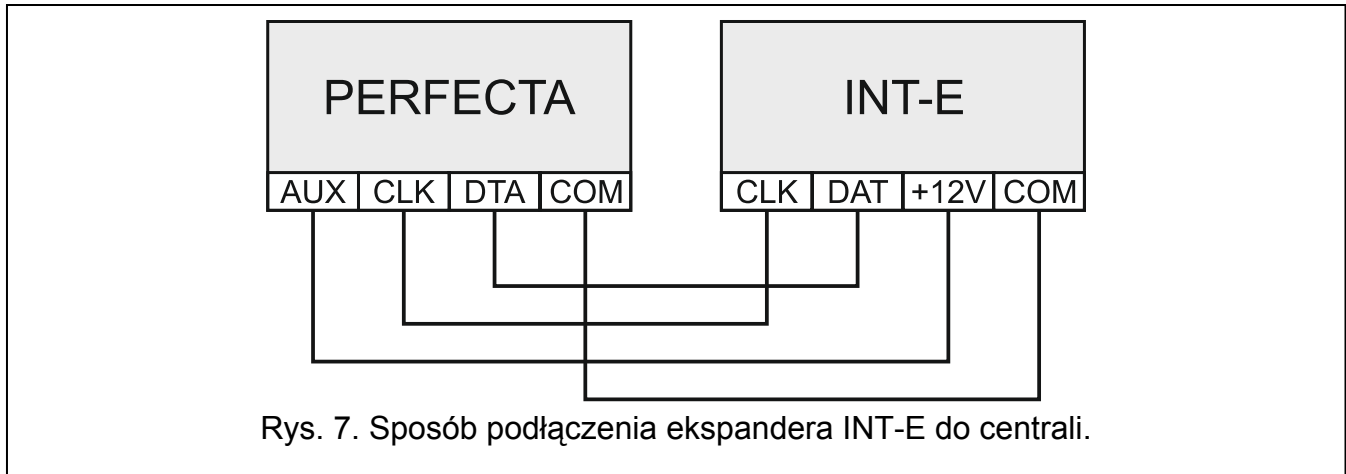 PERFECTA INT-E
AUX CLK DTA COM CLK DAT +12V COM
Rys. 7. Sposób podłączenia ekspandera INT-E do centrali.